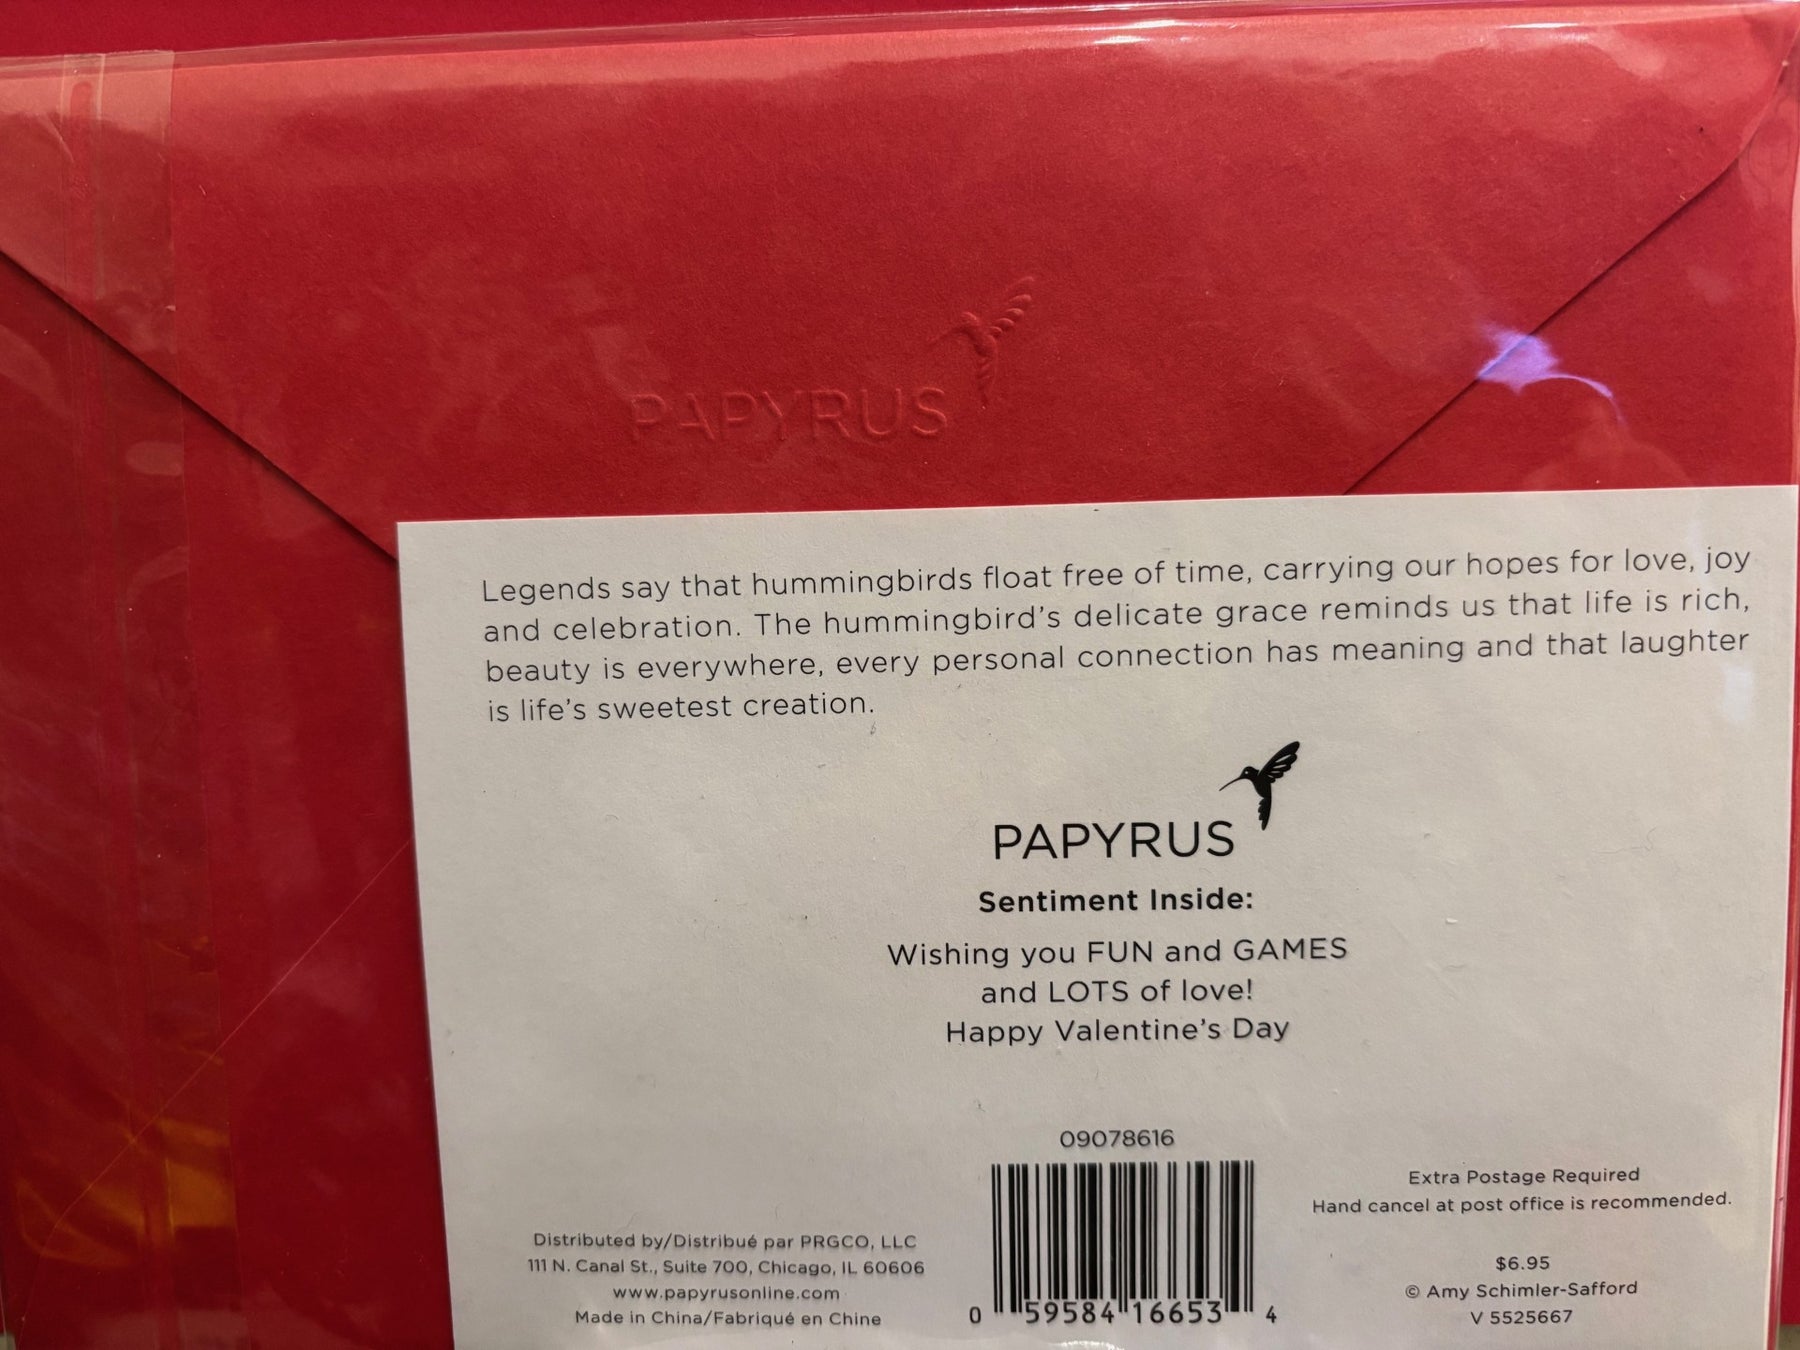 PAPYRUS
Legends say that hummingbirds float free of time, carrying our hopes for love, joy
and celebration. The hummingbird's delicate grace reminds us that life is rich,
beauty is everywhere, every personal connection has meaning and that laughter
is life's sweetest creation.
PAPYRUS
Sentiment Inside:
Wishing you FUN and GAMES
and LOTS of love!
Happy Valentine's Day
09078616
0 59584 16653 4
Distributed by/Distribué par PRGCO, LLC
111 N. Canal St., Suite 700, Chicago, IL 60606
www.papyrusonline.com
Made in China/Fabriqué en Chine
Extra Postage Required
Hand cancel at post office is recommended.
$6.95
© Amy Schimler-Safford
V 5525667